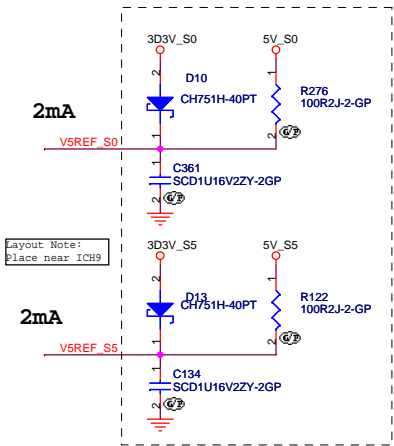 3D3V_S0 5V_S0
2 1
D10
CH751H-40PT
R276
100R2J-2-GP
2mA
1 2 G/P
V5REF_S0
1
C361
SCD1U16V2ZY-2GP
2 G/P
Layout Note:
Place near ICH9
3D3V_S5 5V_S5
2 1
D13
CH751H-40PT
R122
100R2J-2-GP
2mA
1 2 G/P
V5REF_S5
1
C134
SCD1U16V2ZY-2GP
2 G/P